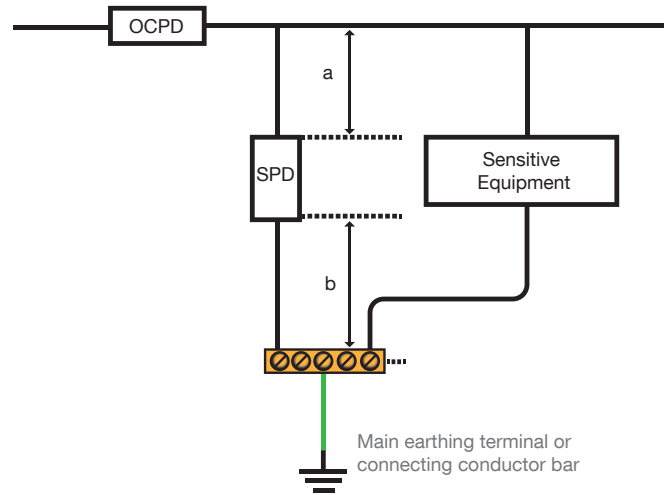 OCPD
a
SPD
Sensitive
Equipment
b
Main earthing terminal or
connecting conductor bar